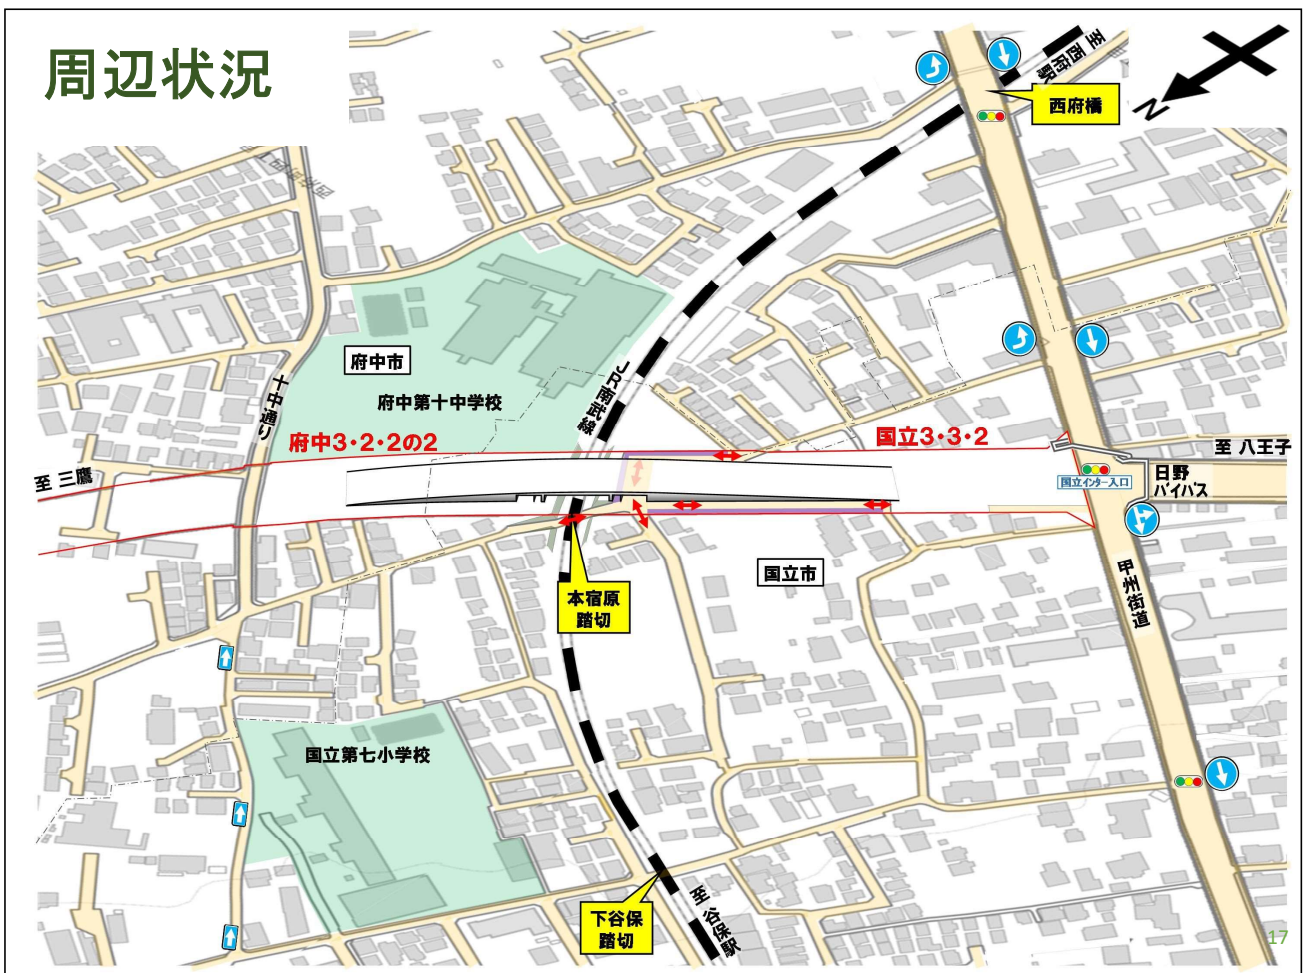 周辺状況
至 西府駅
西府橋
N
府中市
府中第十中学校
十中通り
JR南武線
府中3・2・2の2
国立3・3・2
至 三鷹
至 八王子
国立インター入口
日野
バイパス
甲州街道
国立市
本宿原
踏切
国立第七小学校
下谷保
踏切
至 谷保駅
17